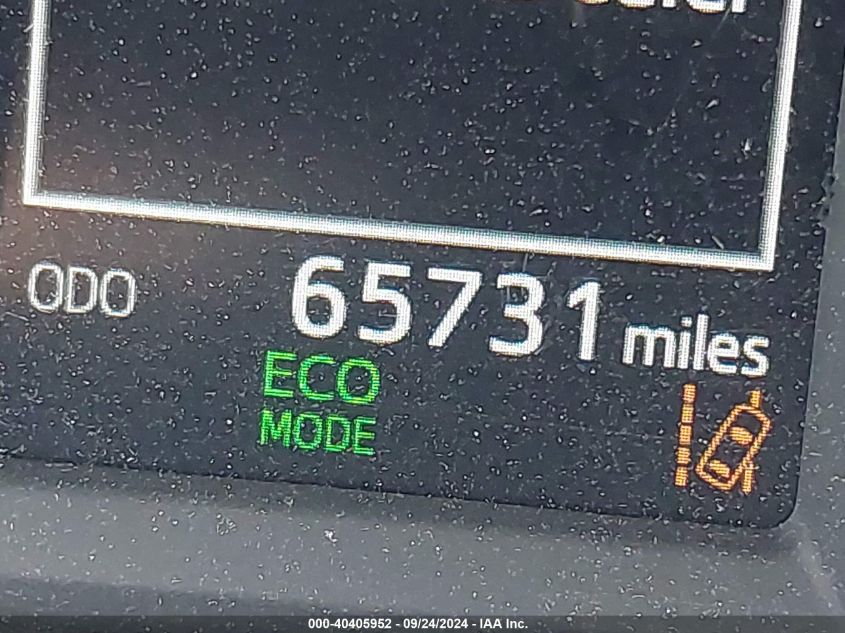 ODO 65731 miles
ECO
MODE
000-40405952 - 09/24/2024 - IAA Inc.